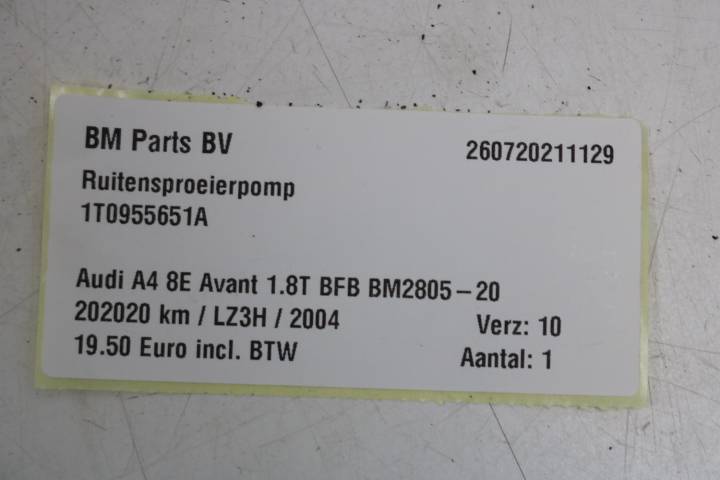 BM Parts BV 260720211129
Ruitensproeierpomp
1T0955651A
Audi A4 8E Avant 1.8T BFB BM2805-20
202020 km / LZ3H / 2004 Verz: 10
19.50 Euro incl. BTW Aantal: 1